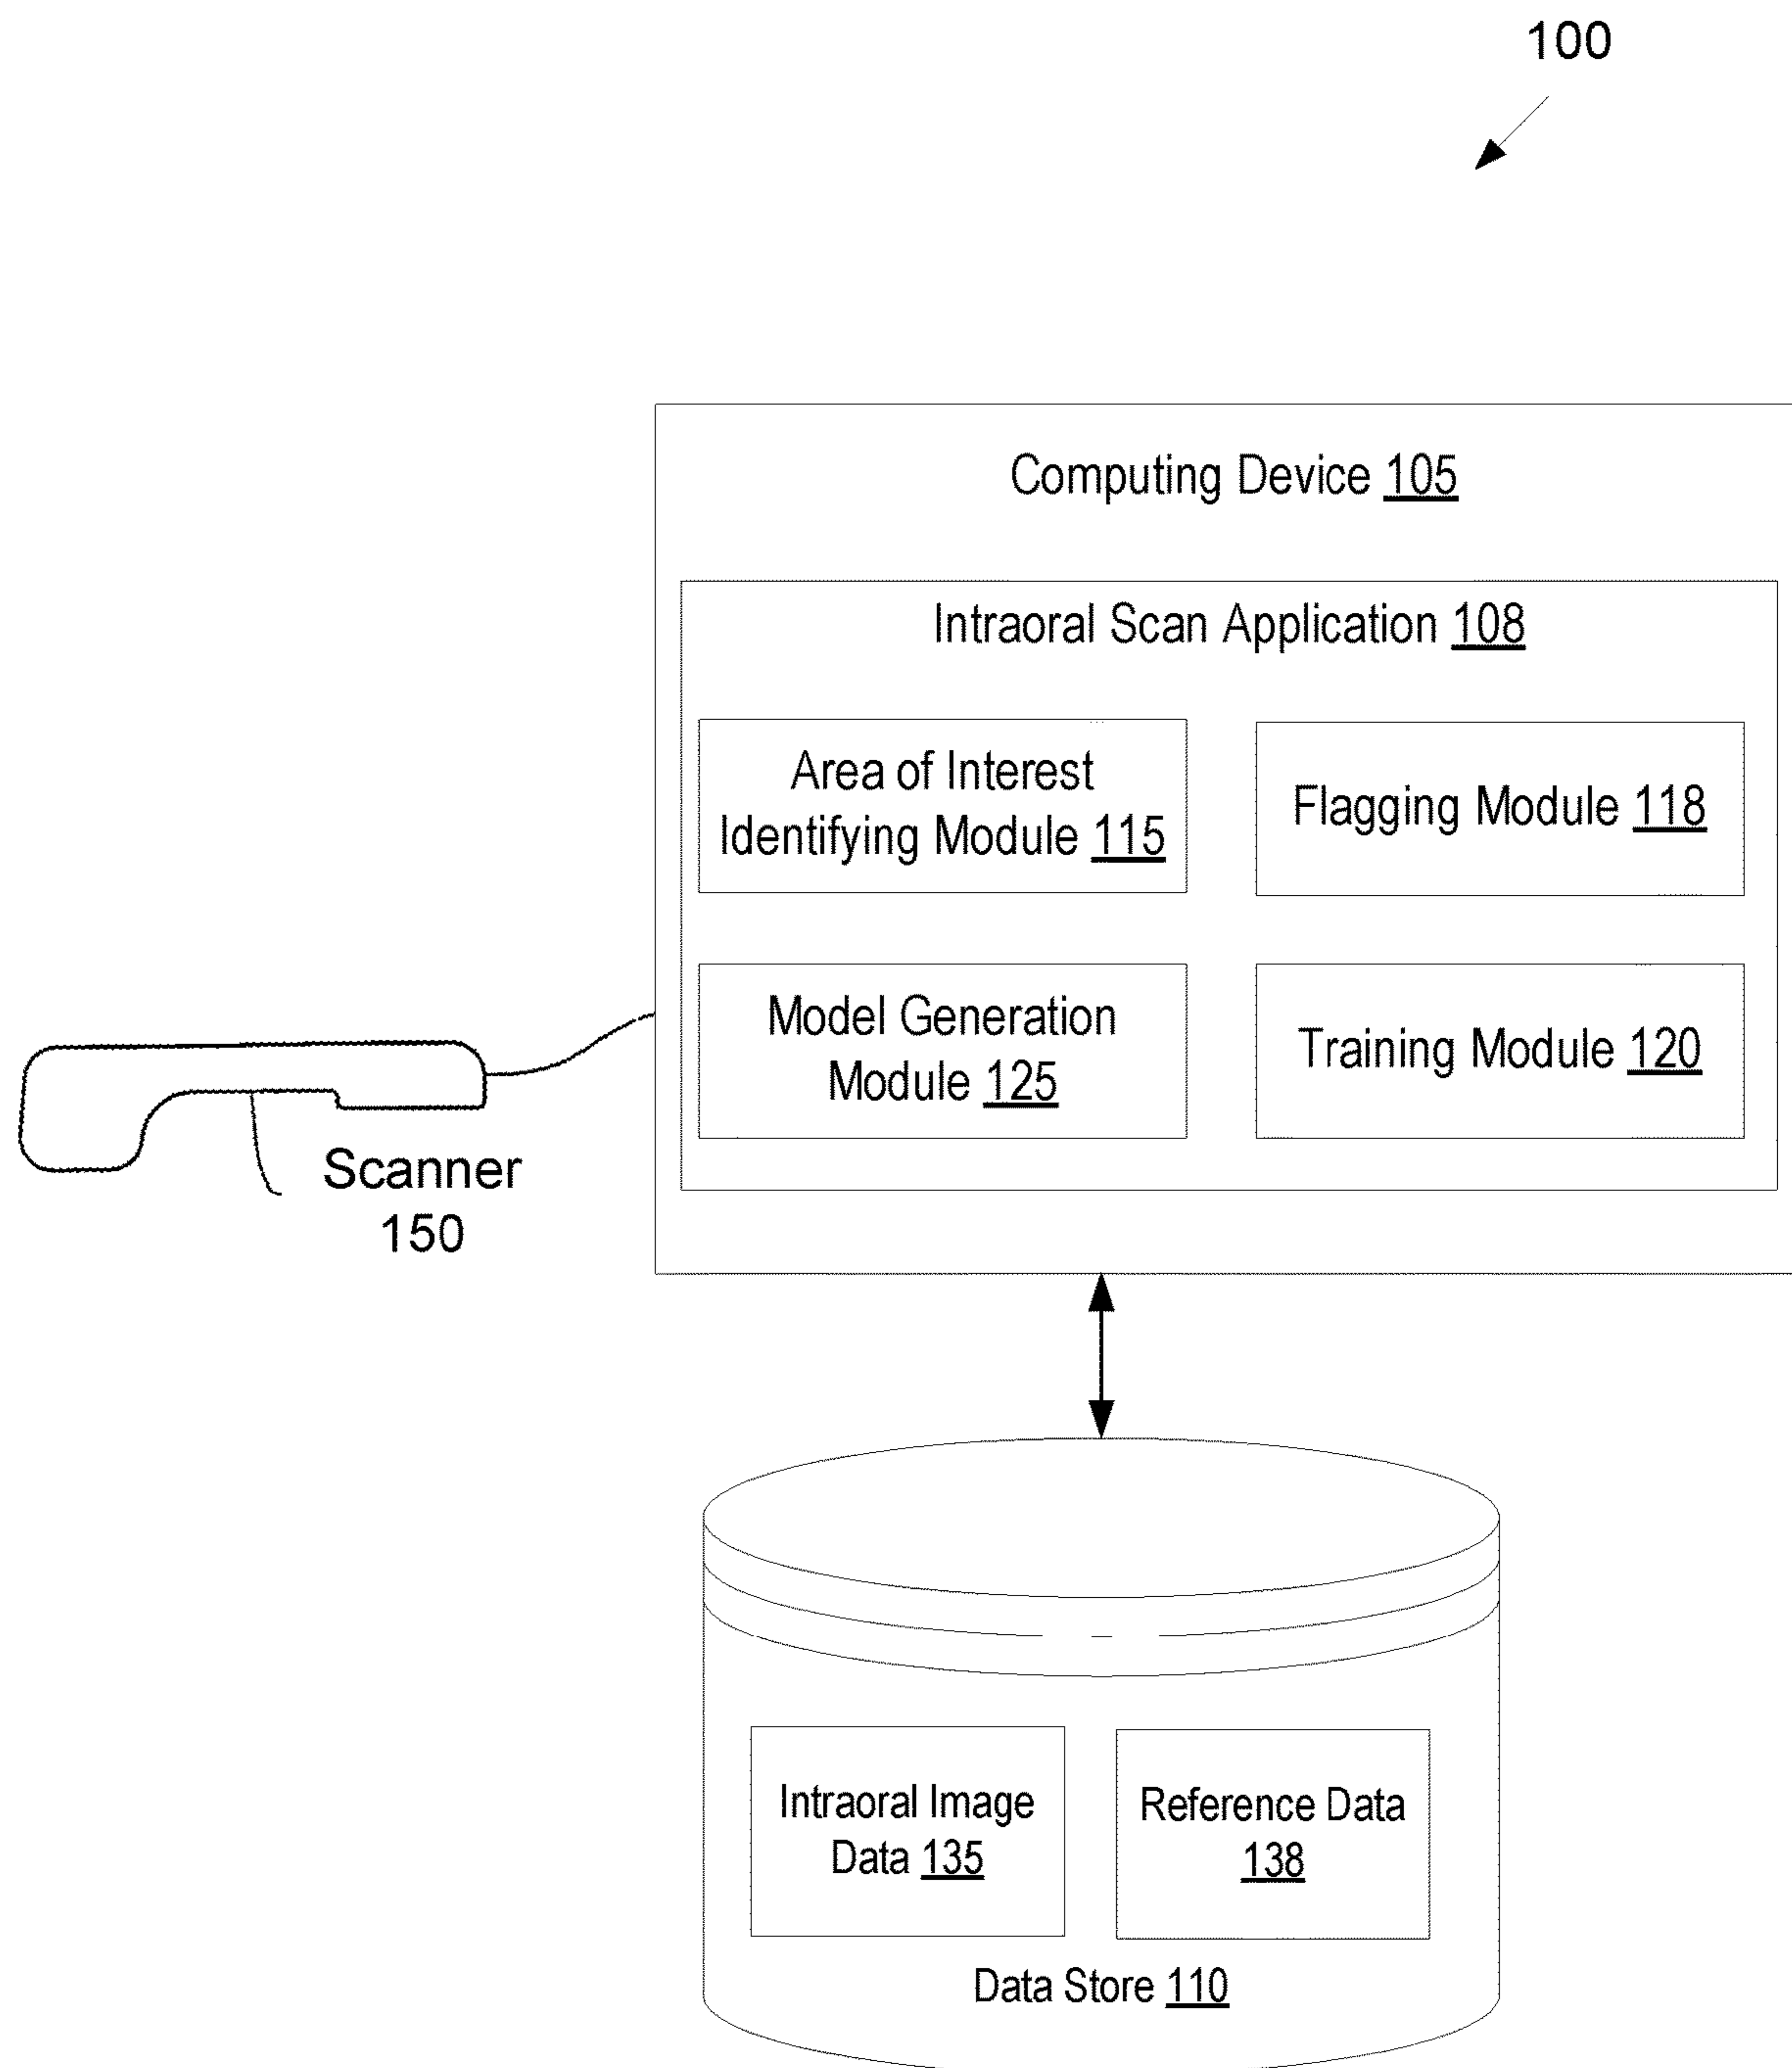 100
Computing Device 105
Intraoral Scan Application 108
Area of Interest
Identifying Module 115
Flagging Module 118
Model Generation
Module 125
Training Module 120
Scanner
150
Intraoral Image
Data 135
Reference Data
138
Data Store 110